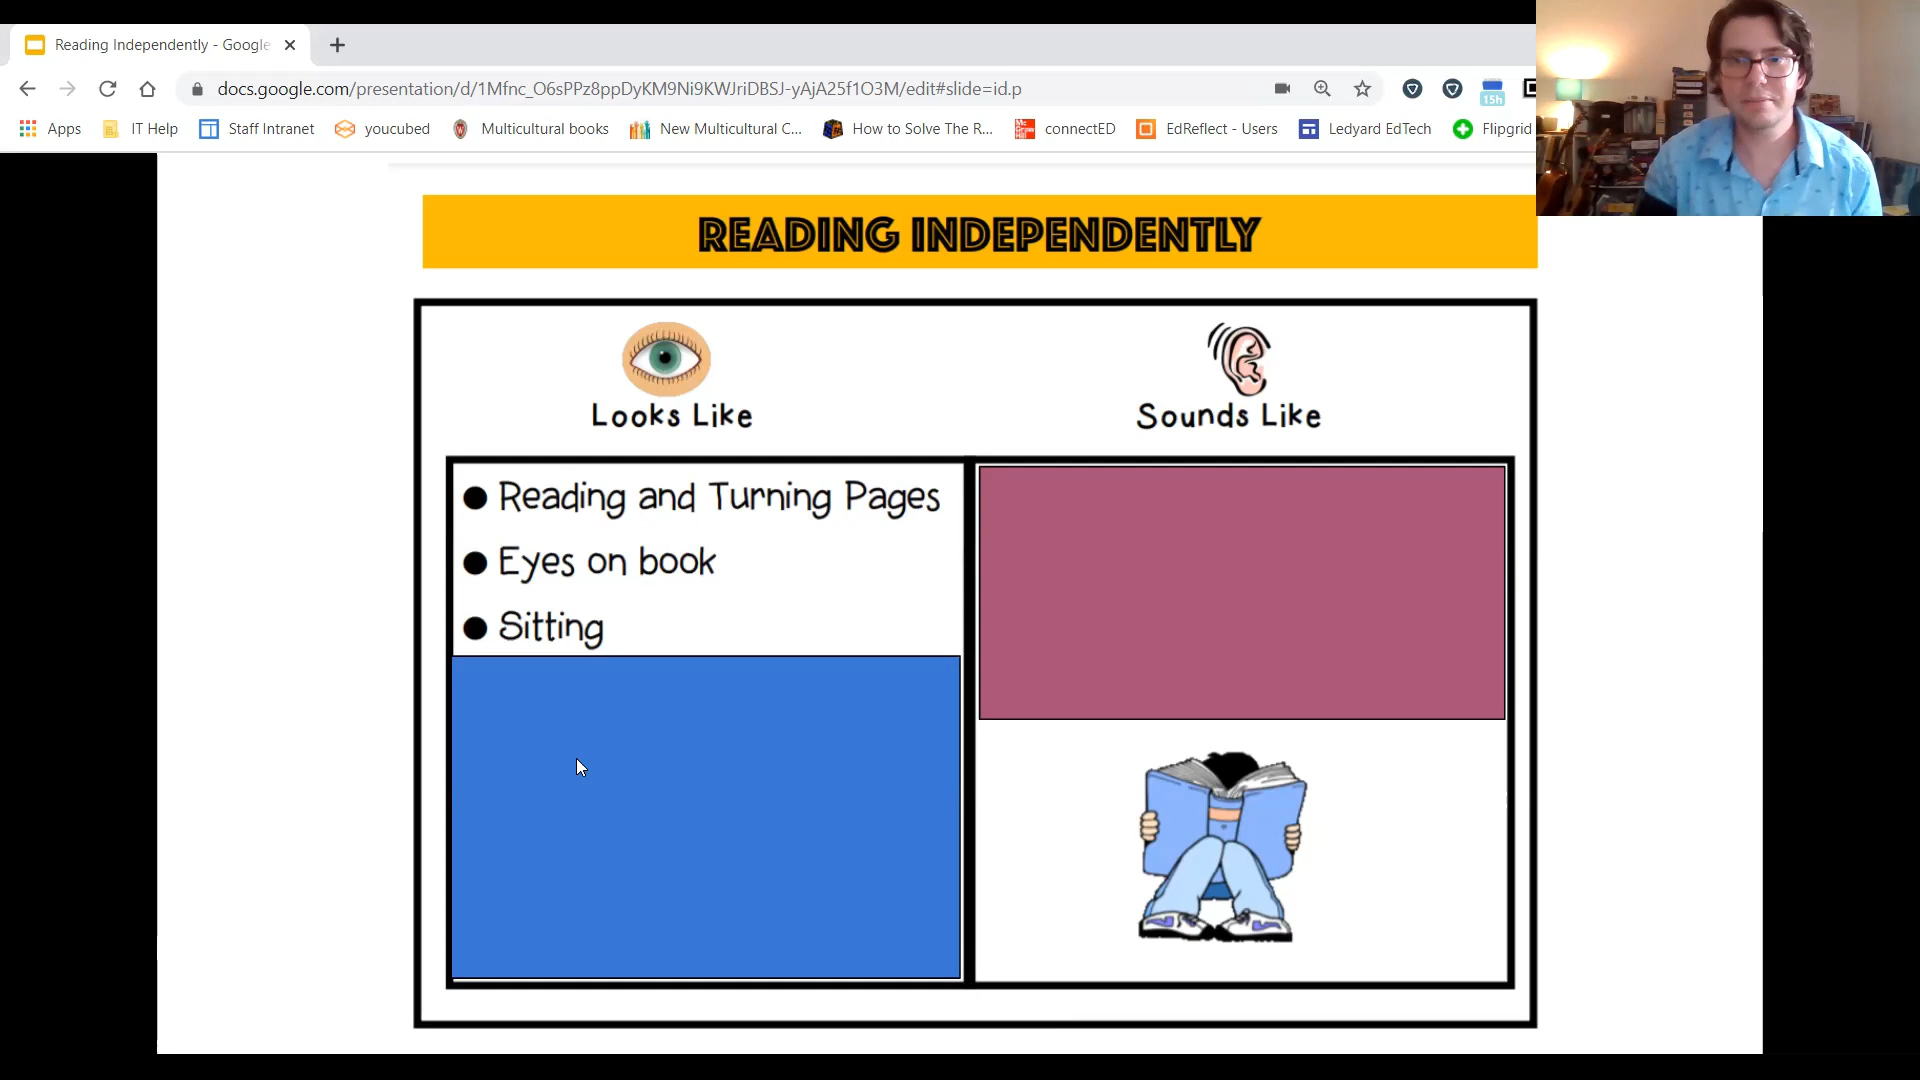 Reading Independently - Google
docs.google.com/presentation/d/1Mfnc_O6sPPz8ppDyKM9Ni9KWJriDBSJ-yAjA25f1O3M/edit#slide=id.p
15h
Apps IT Help Staff Intranet youcubed Multicultural books New Multicultural C... How to Solve The R... connectED EdReflect - Users Ledyard EdTech Flipgrid
READING INDEPENDENTLY
Looks Like
Sounds Like
● Reading and Turning Pages
● Eyes on book
● Sitting